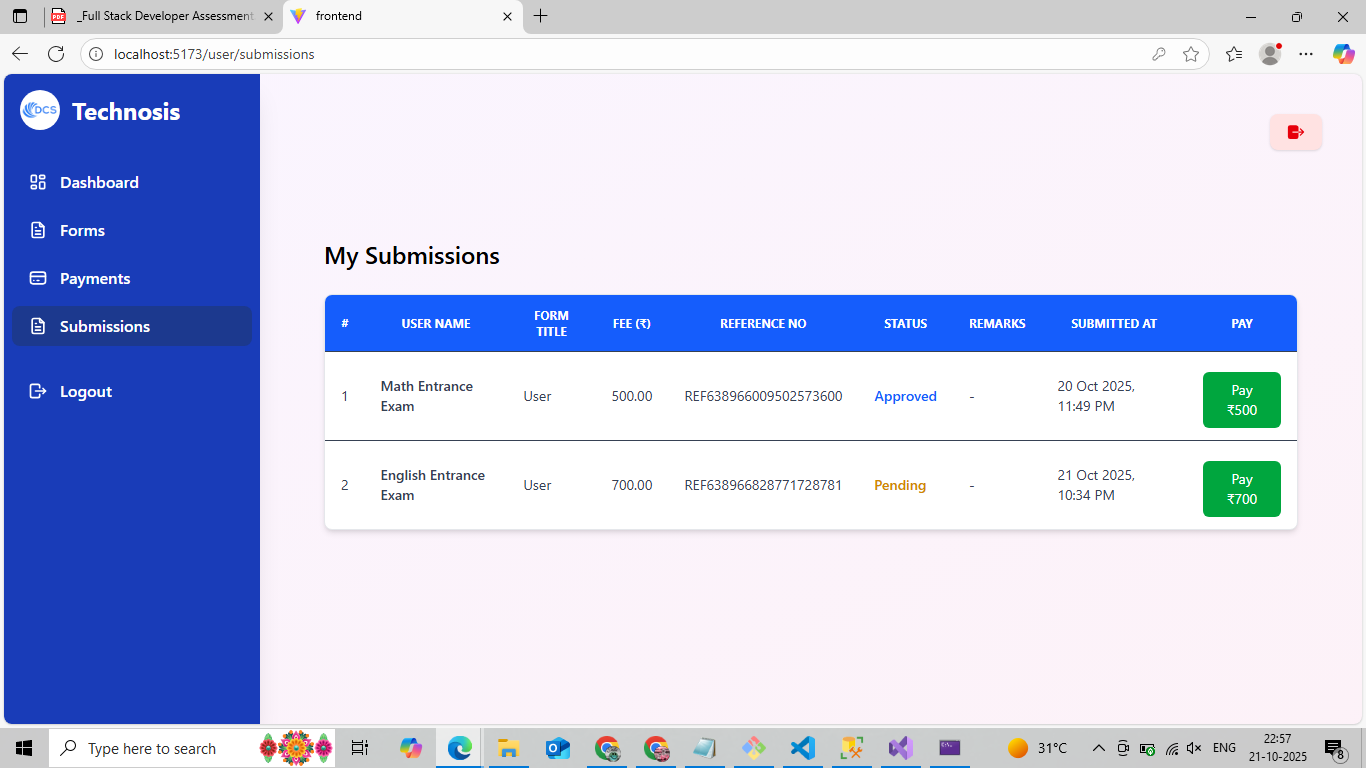 _Full Stack Developer Assessment
frontend
localhost:5173/user/submissions
DCS
Technosis
Dashboard
Forms
Payments
Submissions
Logout
My Submissions
# USER NAME FORM TITLE FEE (₹) REFERENCE NO STATUS REMARKS SUBMITTED AT PAY
1 Math Entrance Exam User 500.00 REF638966009502573600 Approved - 20 Oct 2025, 11:49 PM Pay ₹500
2 English Entrance Exam User 700.00 REF638966828771728781 Pending - 21 Oct 2025, 10:34 PM Pay ₹700
Type here to search
31°C
ENG
22:57
21-10-2025
8